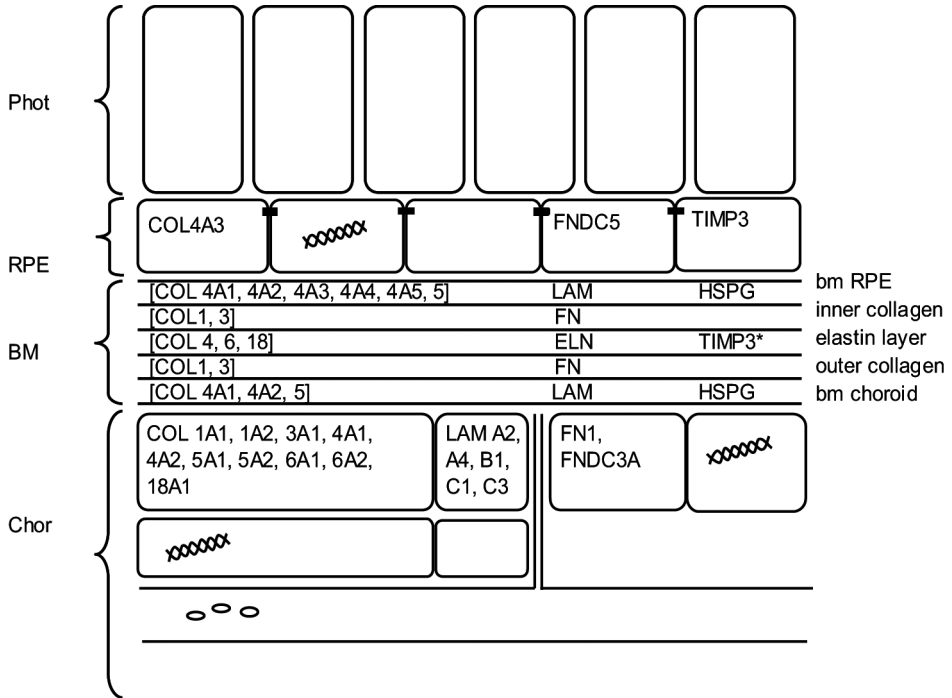 Phot
RPE
COL4A3
FNDC5
TIMP3
BM
[COL 4A1, 4A2, 4A3, 4A4, 4A5, 5] LAM HSPG bm RPE
[COL1, 3] FN inner collagen
[COL 4, 6, 18] ELN TIMP3* elastin layer
[COL1, 3] FN outer collagen
[COL 4A1, 4A2, 5] LAM HSPG bm choroid
Chor
COL 1A1, 1A2, 3A1, 4A1,
4A2, 5A1, 5A2, 6A1, 6A2,
18A1
LAM A2,
A4, B1,
C1, C3
FN1,
FNDC3A